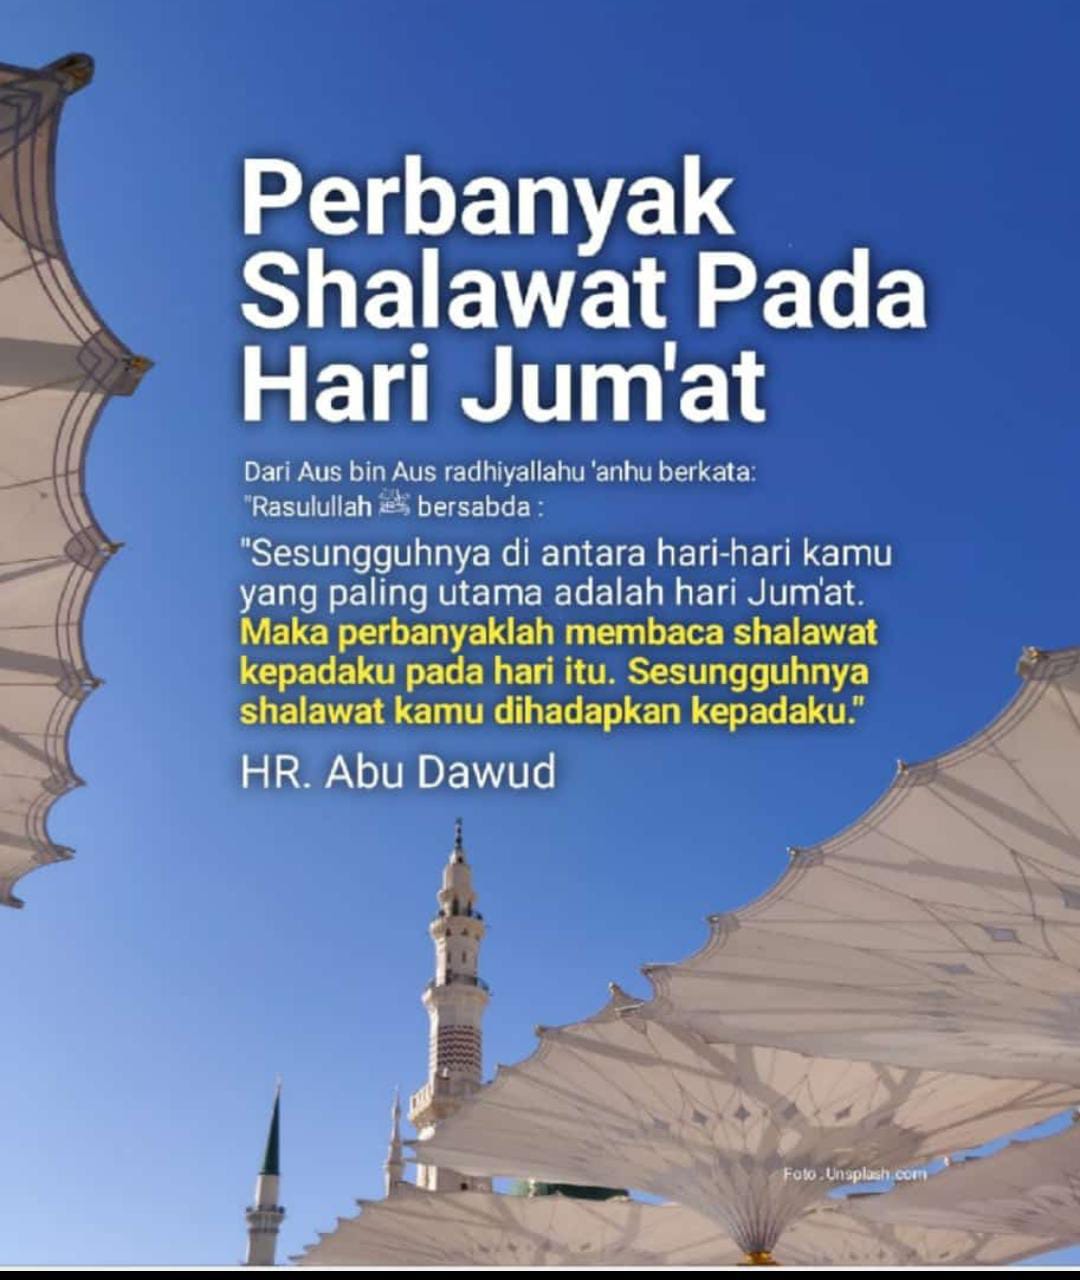 Perbanyak
Shalawat Pada
Hari Jum'at
Dari Aus bin Aus radhiyallahu 'anhu berkata:
"Rasulullah ﷺ bersabda :
"Sesungguhnya di antara hari-hari kamu
yang paling utama adalah hari Jum'at.
Maka perbanyaklah membaca shalawat
kepadaku pada hari itu. Sesungguhnya
shalawat kamu dihadapkan kepadaku."
HR. Abu Dawud
Foto : Unsplash.com